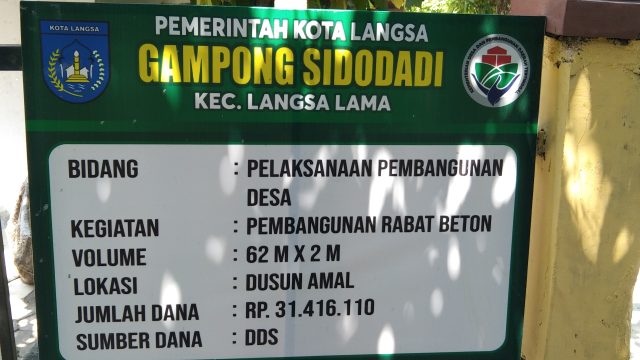 KOTA LANGSA
PEMERINTAH KOTA LANGSA
GAMPONG SIDODADI
KEC. LANGSA LAMA
BIDANG : PELAKSANAAN PEMBANGUNAN
DESA
KEGIATAN : PEMBANGUNAN RABAT BETON
VOLUME : 62 M X 2 M
LOKASI : DUSUN AMAL
JUMLAH DANA : RP. 31.416.110
SUMBER DANA : DDS